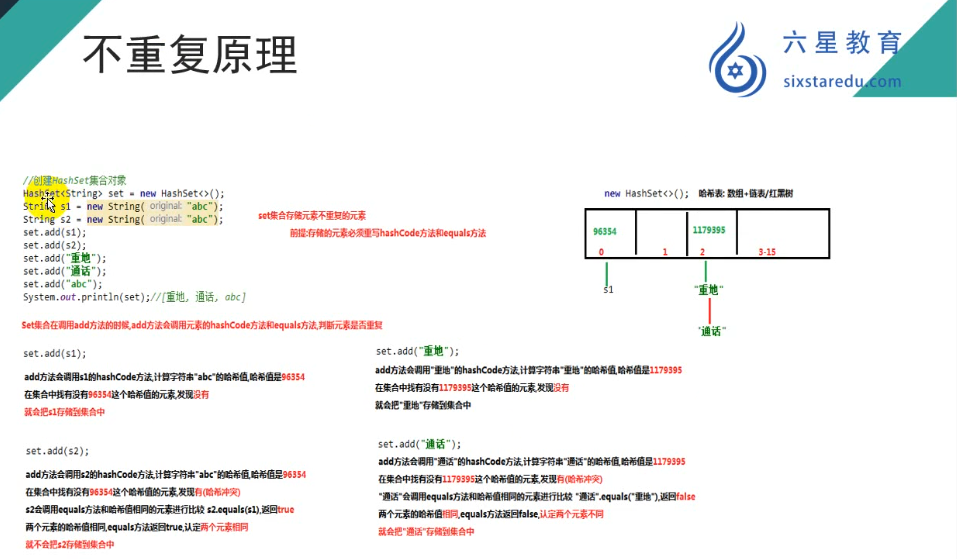 不重复原理
六星教育
sixstaredu.com
//创建HashSet集合对象
HashSet<String> set = new HashSet<>();
String s1 = new String( original: "abc");
String s2 = new String( original: "abc");
set.add(s1);
set.add(s2);
set.add("重地");
set.add("通话");
set.add("abc");
System.out.println(set);//[重地, 通话, abc]
set集合存储元素不重复的元素
前提:存储的元素必须重写hashCode方法和equals方法
new HashSet<>(); 哈希表: 数组+链表/红黑树
96354
1179395
0 1 2 3-15
s1
"重地"
"通话"
Set集合在调用add方法的时候,add方法会调用元素的hashCode方法和equals方法,判断元素是否重复
set.add(s1);
add方法会调用s1的hashCode方法,计算字符串"abc"的哈希值,哈希值是96354
在集合中找有没有96354这个哈希值的元素,发现没有
就会把s1存储到集合中
set.add("重地");
add方法会调用"重地"的hashCode方法,计算字符串"重地"的哈希值,哈希值是1179395
在集合中找有没有1179395这个哈希值的元素,发现没有
就会把"重地"存储到集合中
set.add(s2);
add方法会调用s2的hashCode方法,计算字符串"abc"的哈希值,哈希值是96354
在集合中找有没有96354这个哈希值的元素,发现有(哈希冲突)
s2会调用equals方法和哈希值相同的元素进行比较 s2.equals(s1),返回true
两个元素的哈希值相同,equals方法返回true,认定两个元素相同
就不会把s2存储到集合中
set.add("通话");
add方法会调用"通话"的hashCode方法,计算字符串"通话"的哈希值,哈希值是1179395
在集合中找有没有1179395这个哈希值的元素,发现有(哈希冲突)
"通话"会调用equals方法和哈希值相同的元素进行比较 "通话".equals("重地"),返回false
两个元素的哈希值相同,equals方法返回false,认定两个元素不同
就会把"通话"存储到集合中